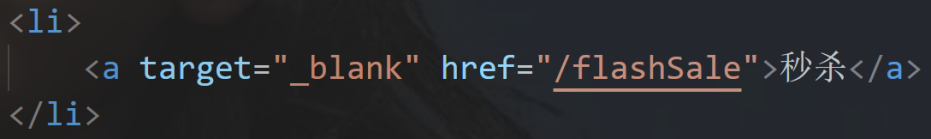 <li>
<a target="_blank" href="/flashSale">秒杀</a>
</li>